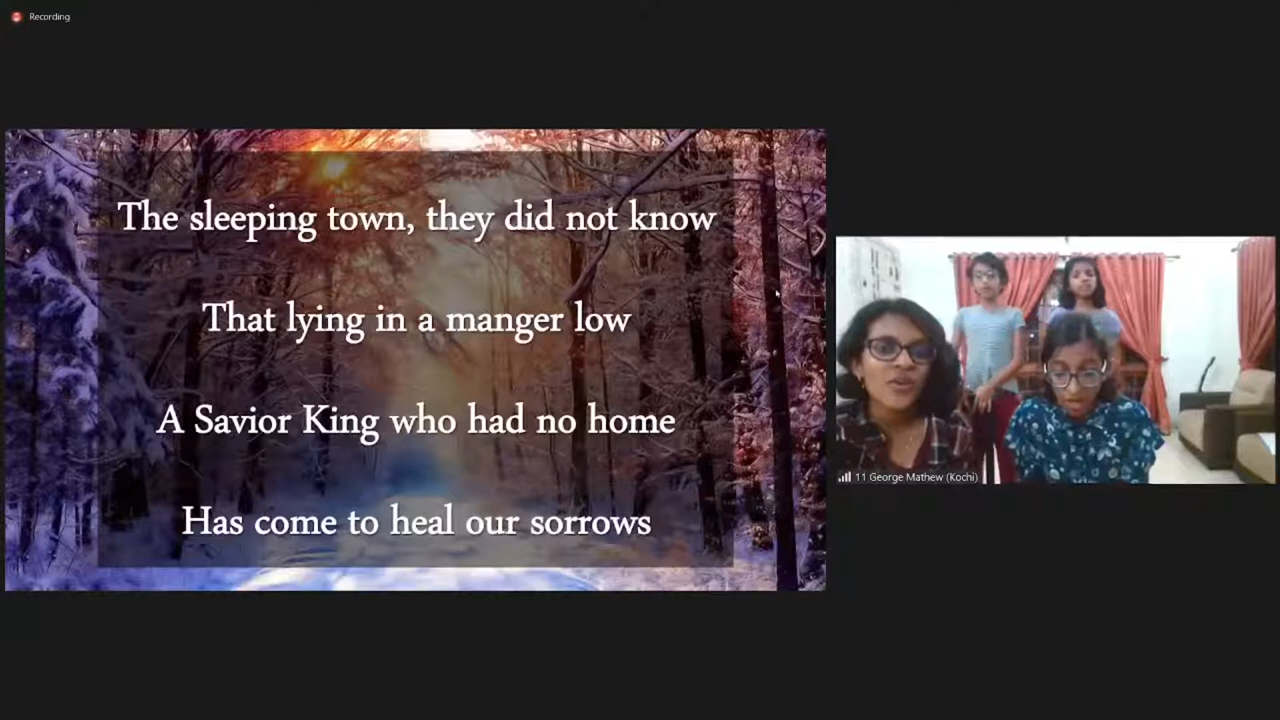 Recording
The sleeping town, they did not know
That lying in a manger low
A Savior King who had no home
Has come to heal our sorrows
11 George Mathew (Kochi)